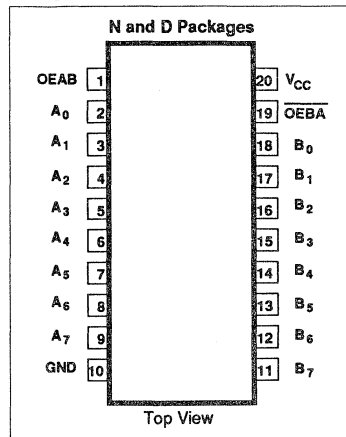 N and D Packages
OEAB 1 20 V_CC
A₀ 2 19 O̅E̅B̅A̅
A₁ 3 18 B₀
A₂ 4 17 B₁
A₃ 5 16 B₂
A₄ 6 15 B₃
A₅ 7 14 B₄
A₆ 8 13 B₅
A₇ 9 12 B₆
GND 10 11 B₇
Top View